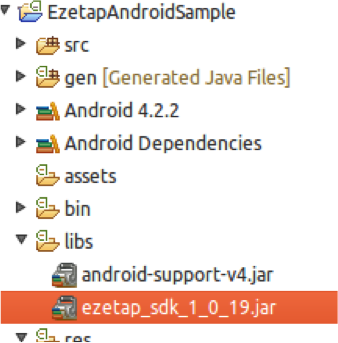 EzetapAndroidSample
src
gen [Generated Java Files]
Android 4.2.2
Android Dependencies
assets
bin
libs
android-support-v4.jar
ezetap_sdk_1_0_19.jar
res